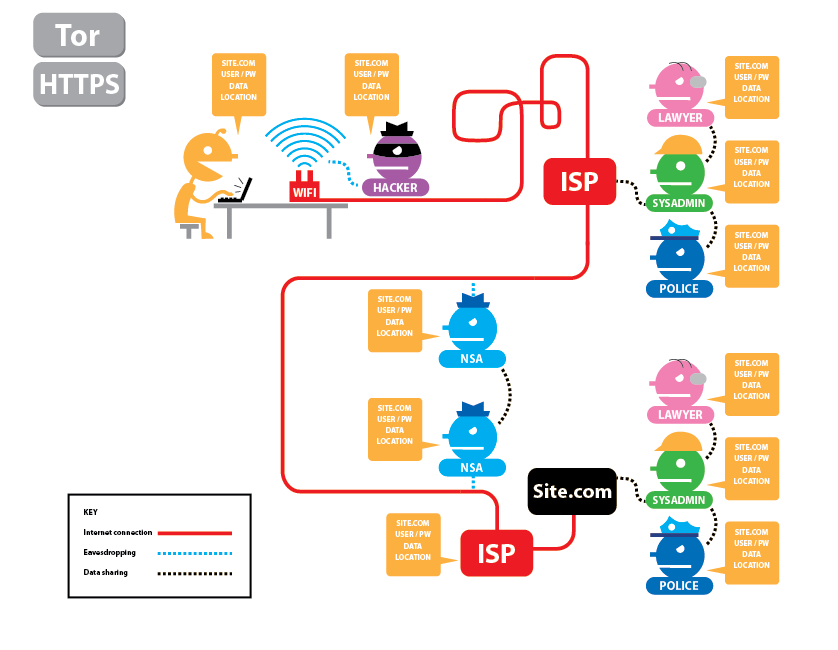 Tor
HTTPS
SITE.COM
USER / PW
DATA
LOCATION
SITE.COM
USER / PW
DATA
LOCATION
WIFI
HACKER
ISP
SITE.COM
USER / PW
DATA
LOCATION
LAWYER
SITE.COM
USER / PW
DATA
LOCATION
SYSADMIN
SITE.COM
USER / PW
DATA
LOCATION
POLICE
SITE.COM
USER / PW
DATA
LOCATION
NSA
SITE.COM
USER / PW
DATA
LOCATION
NSA
SITE.COM
USER / PW
DATA
LOCATION
LAWYER
SITE.COM
USER / PW
DATA
LOCATION
SYSADMIN
SITE.COM
USER / PW
DATA
LOCATION
POLICE
Site.com
SITE.COM
USER / PW
DATA
LOCATION
ISP
KEY
Internet connection
Eavesdropping
Data sharing